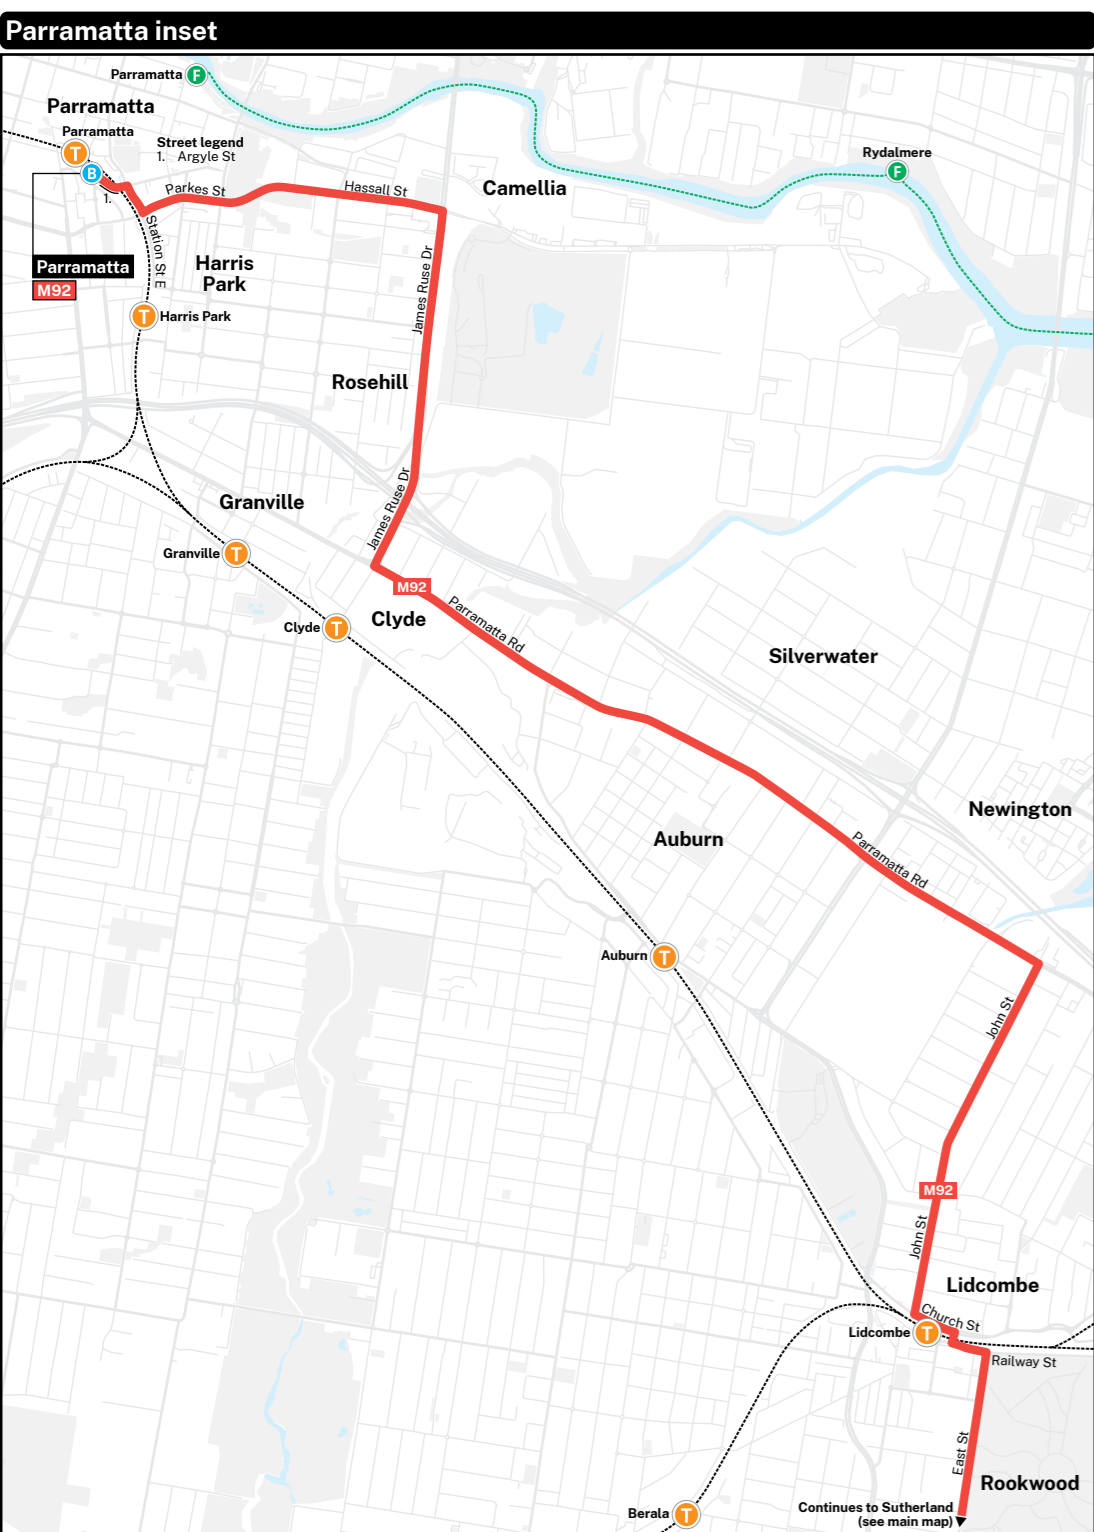 Parramatta inset
Parramatta
F
Parramatta
Parramatta
T
Street legend
1. Argyle St
B
1.
Parkes St
Hassall St
Camellia
Rydalmere
F
Station St E
Parramatta
M92
Harris
Park
James Ruse Dr
T
Harris Park
Rosehill
James Ruse Dr
Granville
Granville
T
M92
Clyde
Parramatta Rd
Clyde
T
Silverwater
Newington
Auburn
Parramatta Rd
Auburn
T
John St
M92
John St
Lidcombe
Church St
Lidcombe
T
Railway St
East St
Rookwood
Continues to Sutherland
(see main map)
Berala
T